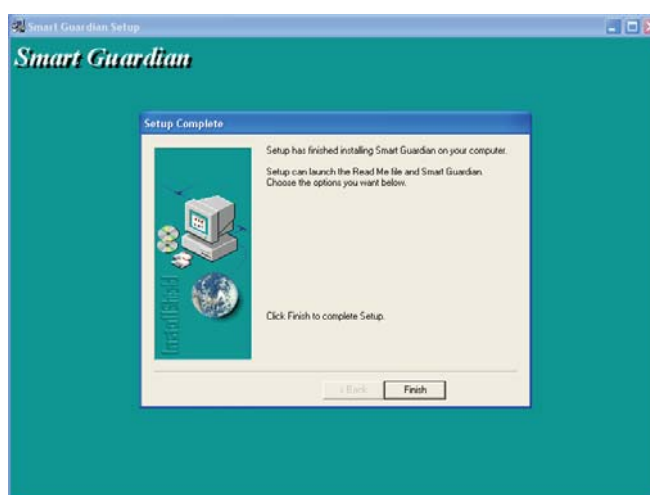 Smart Guardian Setup
Smart Guardian
Setup Complete
Setup has finished installing Smart Guardian on your computer.
Setup can launch the Read Me file and Smart Guardian.
Choose the options you want below.
InstallShield
Click Finish to complete Setup.
< Back
Finish